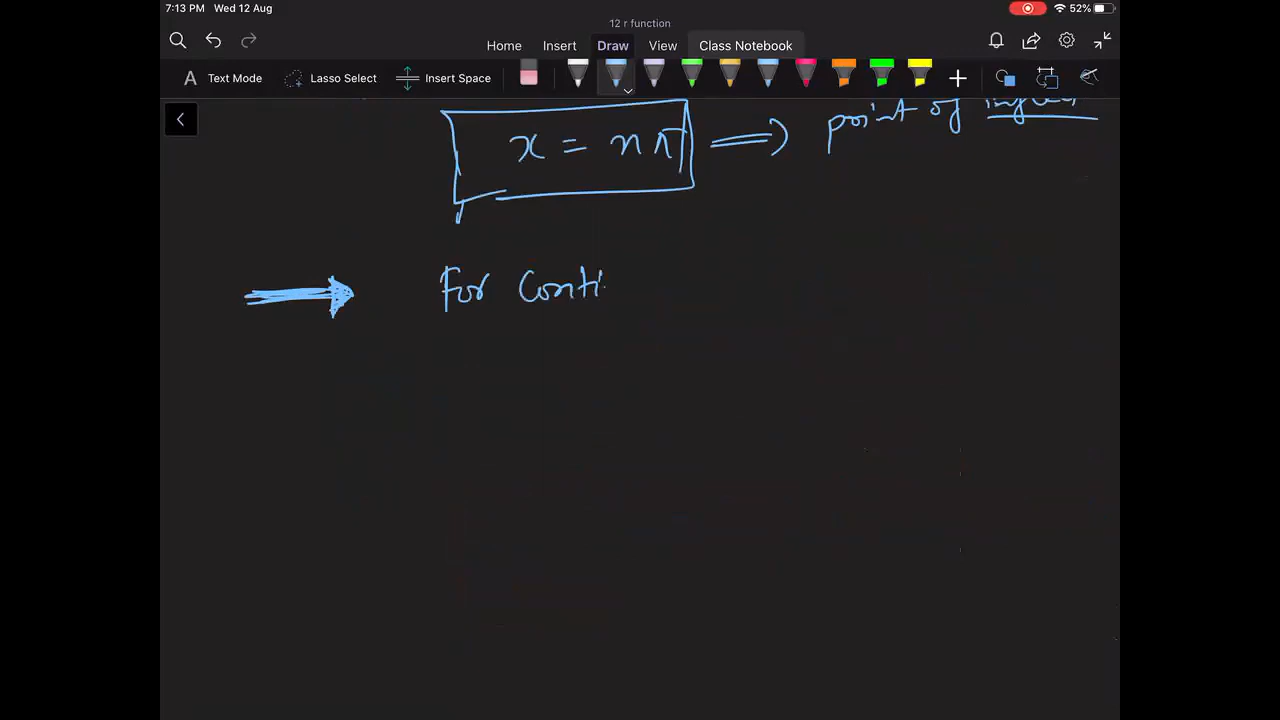 7:13 PM Wed 12 Aug
52%
12 r function
Home Insert Draw View Class Notebook
A Text Mode Lasso Select Insert Space
point of
x = nπ ⟹
For Conti